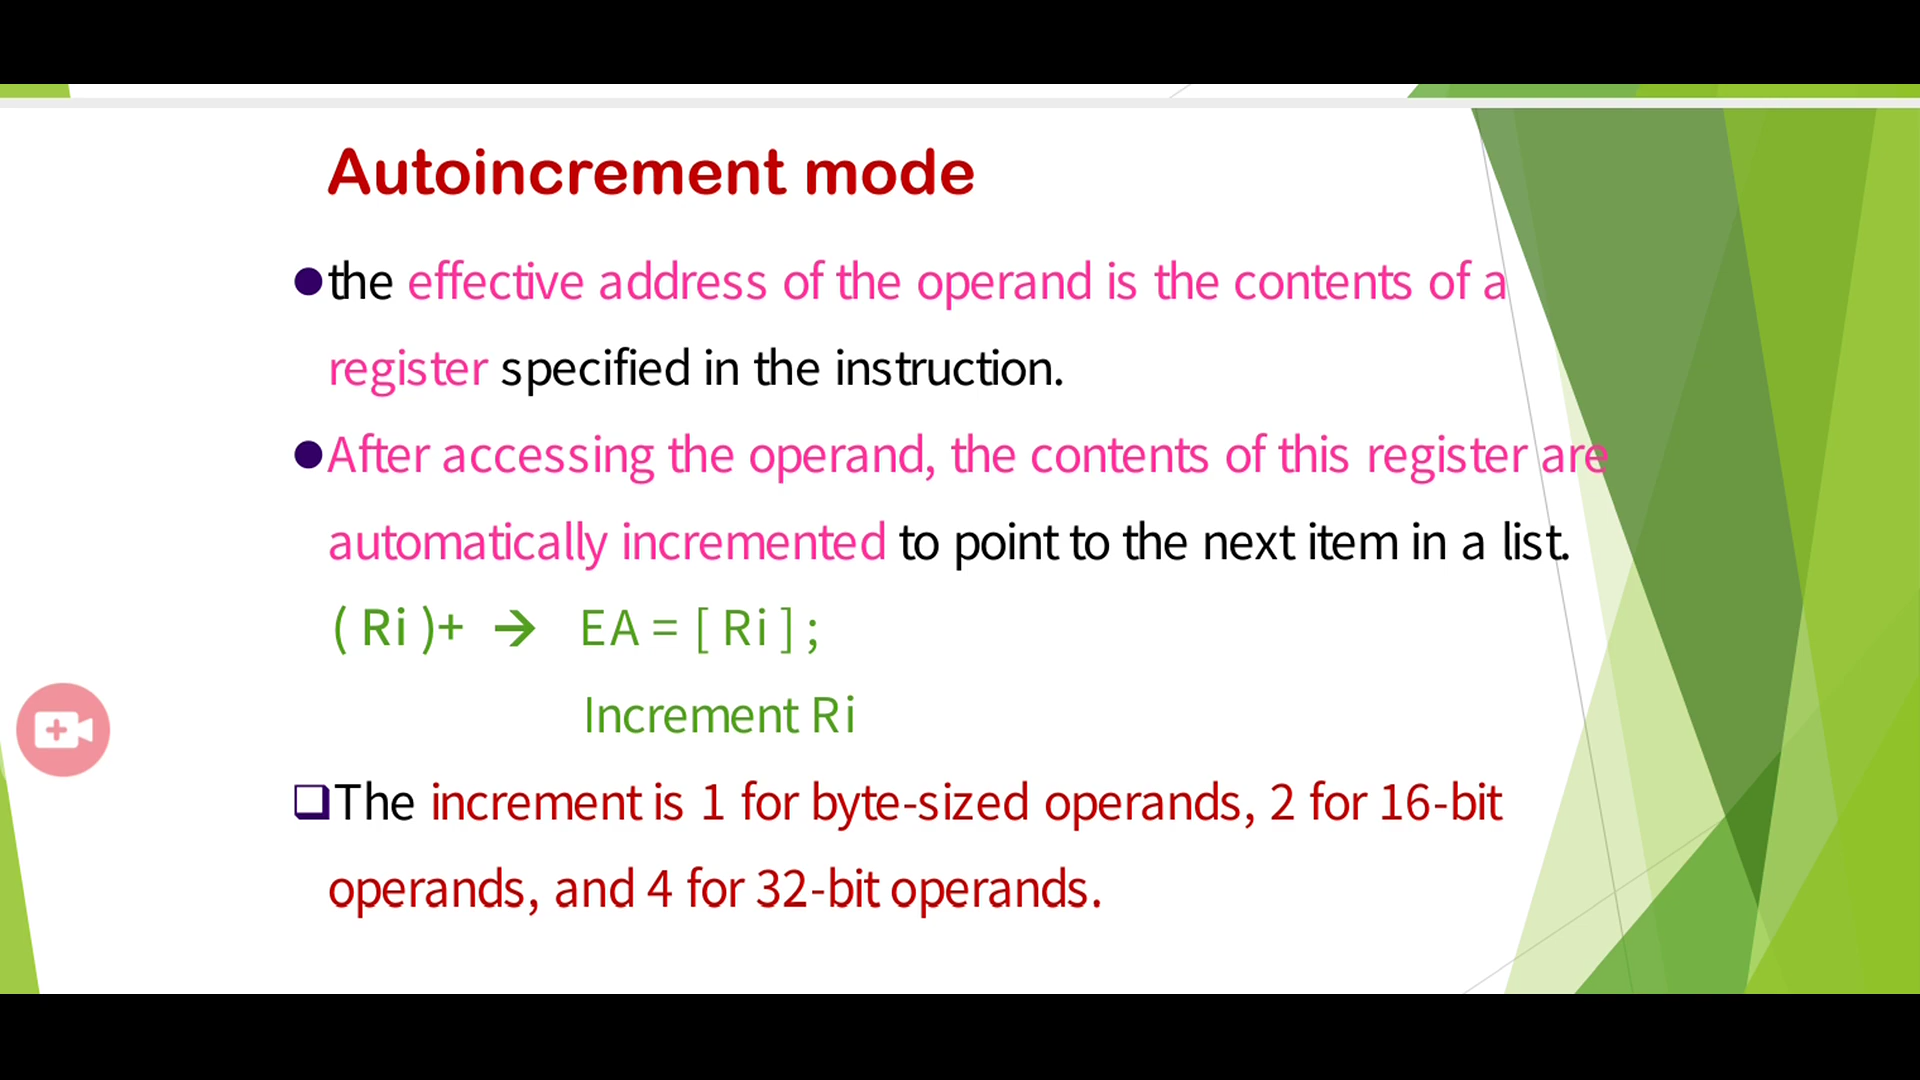 Autoincrement mode
●the effective address of the operand is the contents of a
register specified in the instruction.
●After accessing the operand, the contents of this register are
automatically incremented to point to the next item in a list.
( Ri )+ → EA = [ Ri ] ;
Increment Ri
❑The increment is 1 for byte-sized operands, 2 for 16-bit
operands, and 4 for 32-bit operands.